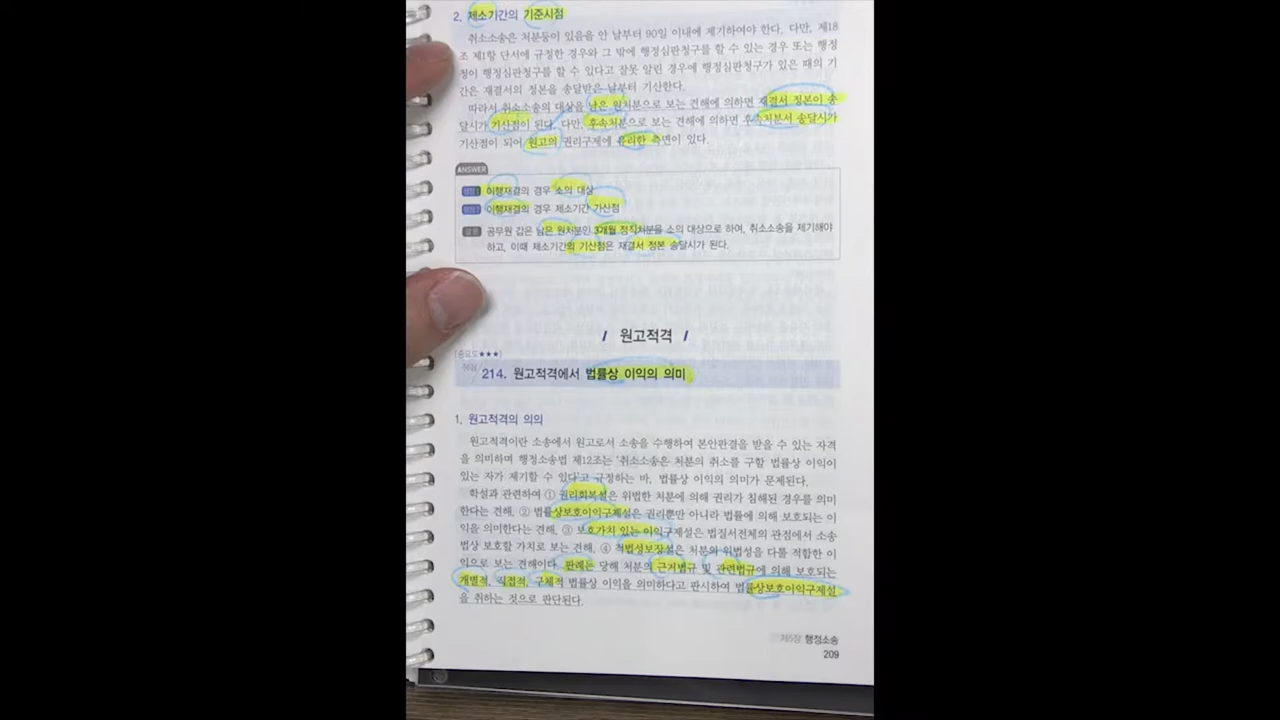 2. 제소기간의 기준시점
취소소송은 처분등이 있음을 안 날부터 90일 이내에 제기하여야 한다. 다만, 제18
조 제1항 단서에 규정한 경우와 그 밖에 행정심판청구를 할 수 있는 경우 또는 행정
청이 행정심판청구를 할 수 있다고 잘못 알린 경우에 행정심판청구가 있은 때의 기
간은 재결서의 정본을 송달받은 날부터 기산한다.
따라서 취소소송의 대상을 남은 원처분으로 보는 견해에 의하면 재결서 정본이 송
달시가 기산점이 된다. 다만, 후속처분으로 보는 견해에 의하면 후속처분서 송달시가
기산점이 되어 원고의 권리구제에 유리한 측면이 있다.
ANSWER
쟁점1 이행재결의 경우 소의 대상
쟁점2 이행재결의 경우 제소기간 기산점
공무원 갑은 남은 원처분인 3개월 정직처분을 소의 대상으로 하여, 취소소송을 제기해야
하고, 이때 제소기간의 기산점은 재결서 정본 송달시가 된다.
/ 원고적격 /
[중요도★★★]
쟁점 214. 원고적격에서 법률상 이익의 의미
1. 원고적격의 의의
원고적격이란 소송에서 원고로서 소송을 수행하여 본안판결을 받을 수 있는 자격
을 의미하며 행정소송법 제12조는 '취소소송은 처분의 취소를 구할 법률상 이익이
있는 자가 제기할 수 있다'고 규정하는 바, 법률상 이익의 의미가 문제된다.
학설과 관련하여 ① 권리회복설은 위법한 처분에 의해 권리가 침해된 경우를 의미
한다는 견해, ② 법률상보호이익구제설은 권리뿐만 아니라 법률에 의해 보호되는 이
익을 의미한다는 견해, ③ 보호가치 있는 이익구제설은 법질서전체의 관점에서 소송
법상 보호할 가치로 보는 견해, ④ 적법성보장설은 처분의 위법성을 다툴 적합한 이
익으로 보는 견해이다. 판례는 당해 처분의 근거법규 및 관련법규에 의해 보호되는
개별적, 직접적, 구체적 법률상 이익을 의미하다고 판시하여 법률상보호이익구제설
을 취하는 것으로 판단된다.
제5장 행정소송
209